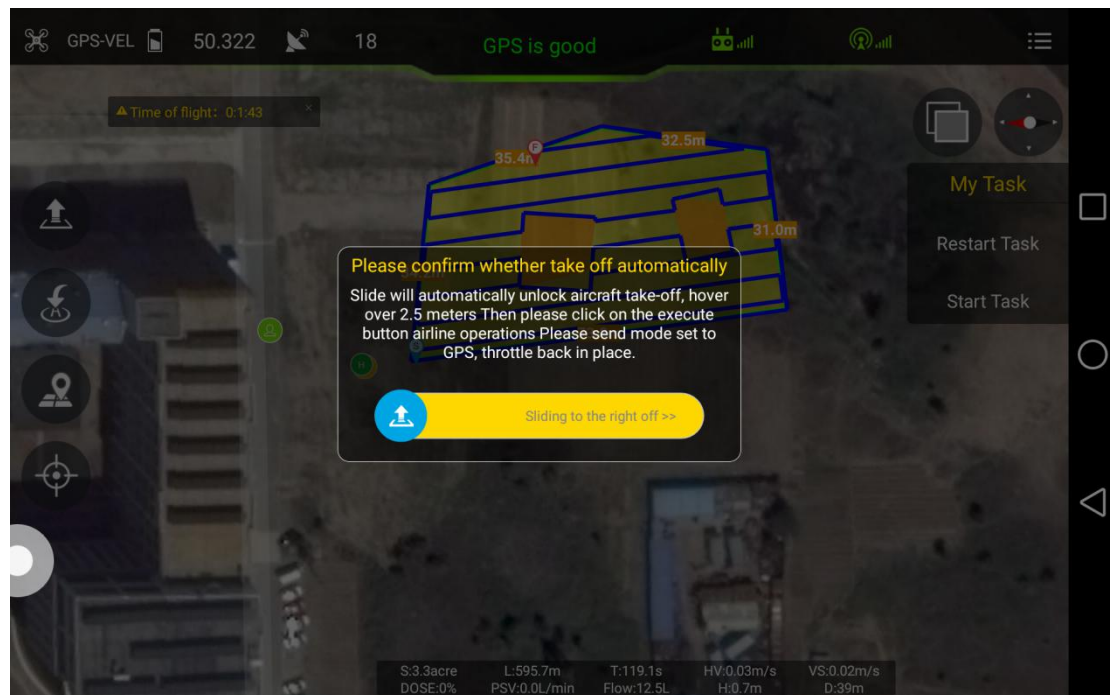 GPS-VEL 50.322 18 GPS is good
Time of flight: 0:1:43 ×
35.4m
32.5m
31.0m
My Task
Restart Task
Start Task
Please confirm whether take off automatically
Slide will automatically unlock aircraft take-off, hover
over 2.5 meters Then please click on the execute
button airline operations Please send mode set to
GPS, throttle back in place.
Sliding to the right off >>
F
H
S:3.3acre L:595.7m T:119.1s HV:0.03m/s VS:0.02m/s
DOSE:0% PSV:0.0L/min Flow:12.5L H:0.7m D:39m